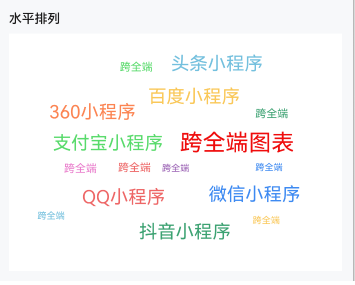 水平排列
跨全端 头条小程序
百度小程序
360小程序 跨全端
支付宝小程序 跨全端图表
跨全端 跨全端 跨全端 跨全端
QQ小程序 微信小程序
跨全端 跨全端
抖音小程序